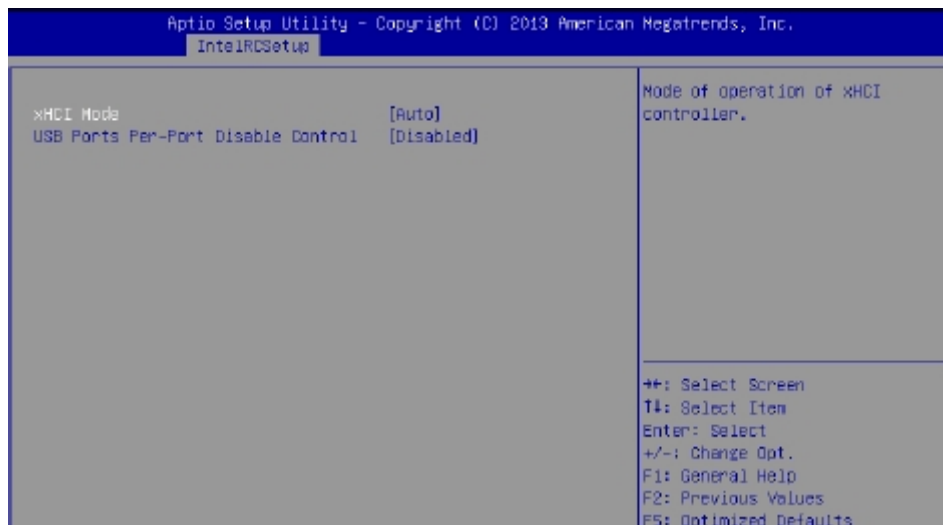 Aptio Setup Utility - Copyright (C) 2013 American Megatrends, Inc.
IntelRCSetup
xHCI Mode [Auto]
USB Ports Per-Port Disable Control [Disabled]
Mode of operation of xHCI
controller.
→←: Select Screen
↑↓: Select Item
Enter: Select
+/-: Change Opt.
F1: General Help
F2: Previous Values
F5: Optimized Defaults